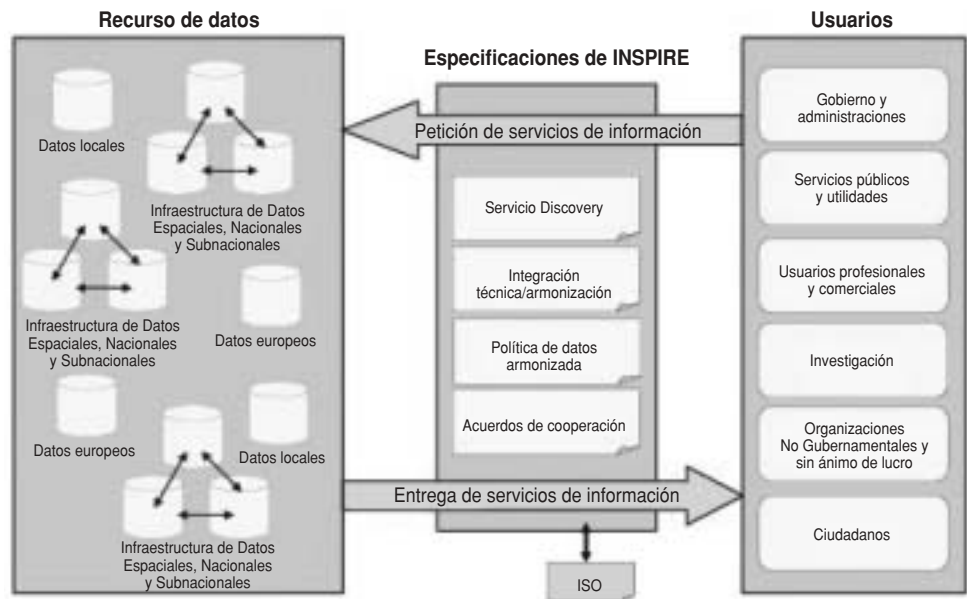 Recurso de datos
Datos locales
Infraestructura de Datos
Espaciales, Nacionales
y Subnacionales
Infraestructura de Datos
Espaciales, Nacionales
y Subnacionales
Datos europeos
Datos europeos
Datos locales
Infraestructura de Datos
Espaciales, Nacionales
y Subnacionales
Especificaciones de INSPIRE
Petición de servicios de información
Servicio Discovery
Integración
técnica/armonización
Política de datos
armonizada
Acuerdos de cooperación
Entrega de servicios de información
ISO
Usuarios
Gobierno y
administraciones
Servicios públicos
y utilidades
Usuarios profesionales
y comerciales
Investigación
Organizaciones
No Gubernamentales y
sin ánimo de lucro
Ciudadanos